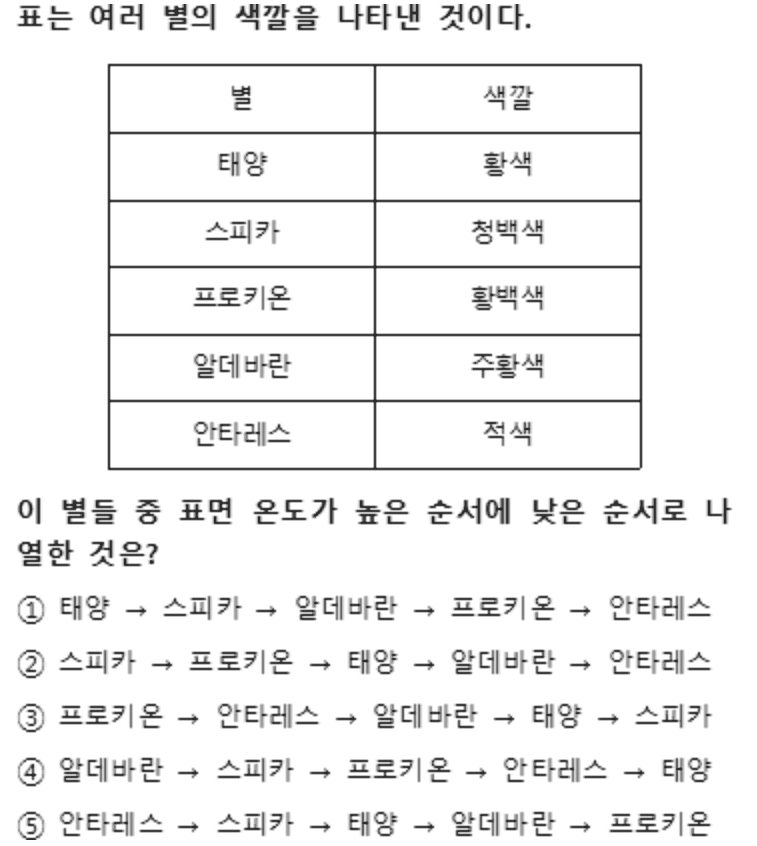 표는 여러 별의 색깔을 나타낸 것이다.
별 색깔
태양 황색
스피카 청백색
프로키온 황백색
알데바란 주황색
안타레스 적색
이 별들 중 표면 온도가 높은 순서에 낮은 순서로 나
열한 것은?
① 태양 → 스피카 → 알데바란 → 프로키온 → 안타레스
② 스피카 → 프로키온 → 태양 → 알데바란 → 안타레스
③ 프로키온 → 안타레스 → 알데바란 → 태양 → 스피카
④ 알데바란 → 스피카 → 프로키온 → 안타레스 → 태양
⑤ 안타레스 → 스피카 → 태양 → 알데바란 → 프로키온